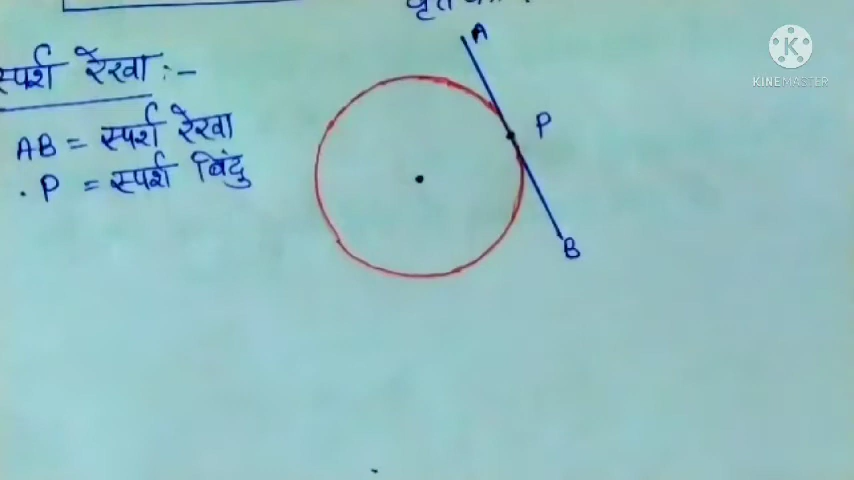 स्पर्श रेखा :-
AB = स्पर्श रेखा
. P = स्पर्श बिंदु
A
P
B
K
KINEMASTER